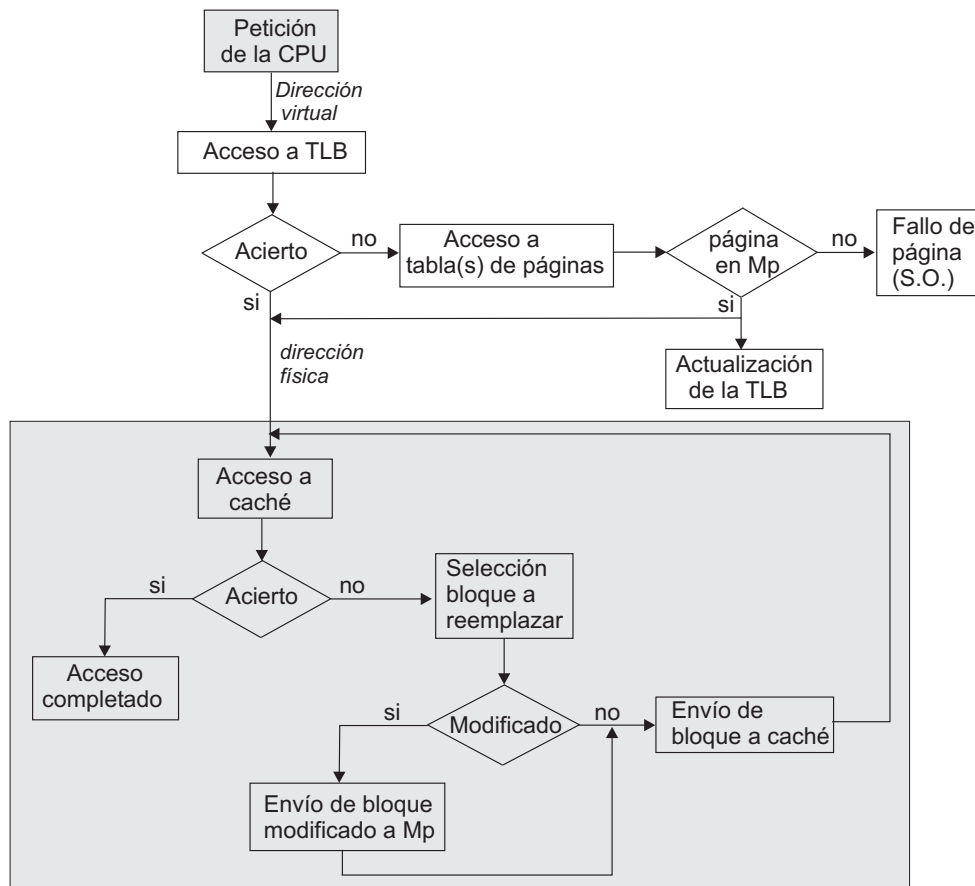 Petición
de la CPU
Dirección
virtual
Acceso a TLB
Acierto
no
Acceso a
tabla(s) de páginas
página
en Mp
no
Fallo de
página
(S.O.)
si
si
Actualización
de la TLB
dirección
física
Acceso a
caché
Acierto
si
no
Selección
bloque a
reemplazar
Acceso
completado
Modificado
si
no
Envío de
bloque a caché
Envío de bloque
modificado a Mp